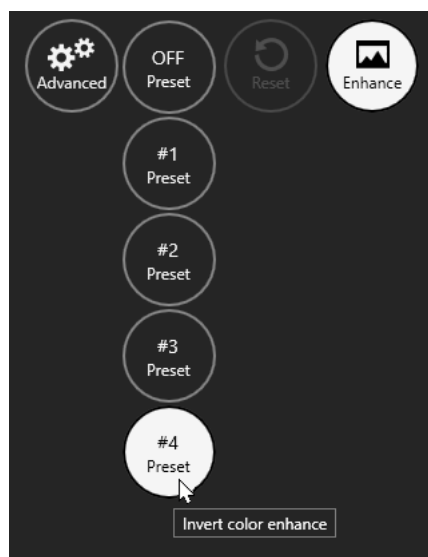 Advanced
OFF
Preset
Reset
Enhance
#1
Preset
#2
Preset
#3
Preset
#4
Preset
Invert color enhance